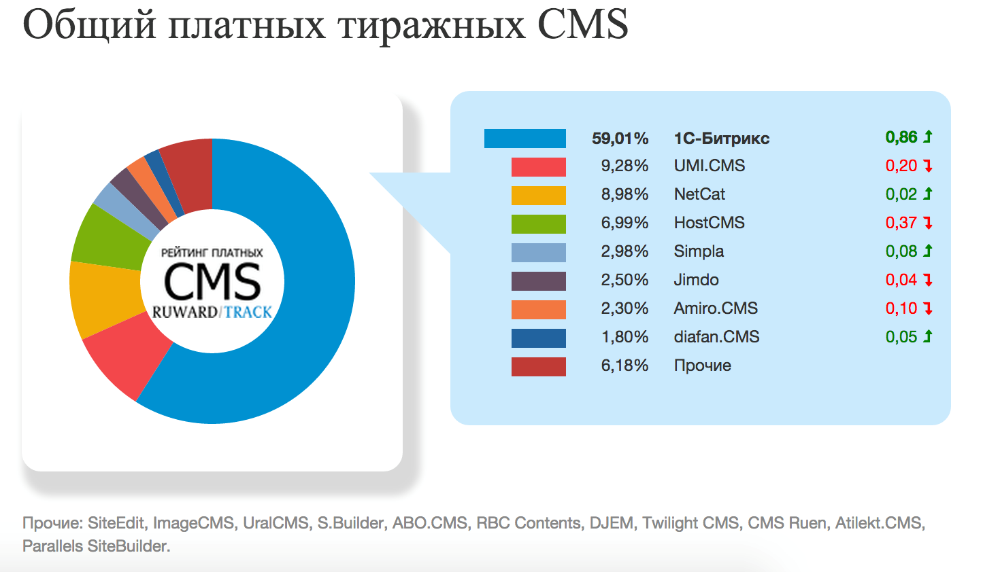 Общий платных тиражных CMS
РЕЙТИНГ ПЛАТНЫХ
CMS
RUWARD/TRACK
59,01% 1С-Битрикс 0,86
9,28% UMI.CMS 0,20
8,98% NetCat 0,02
6,99% HostCMS 0,37
2,98% Simpla 0,08
2,50% Jimdo 0,04
2,30% Amiro.CMS 0,10
1,80% diafan.CMS 0,05
6,18% Прочие
Прочие: SiteEdit, ImageCMS, UralCMS, S.Builder, ABO.CMS, RBC Contents, DJEM, Twilight CMS, CMS Ruen, Atilekt.CMS,
Parallels SiteBuilder.